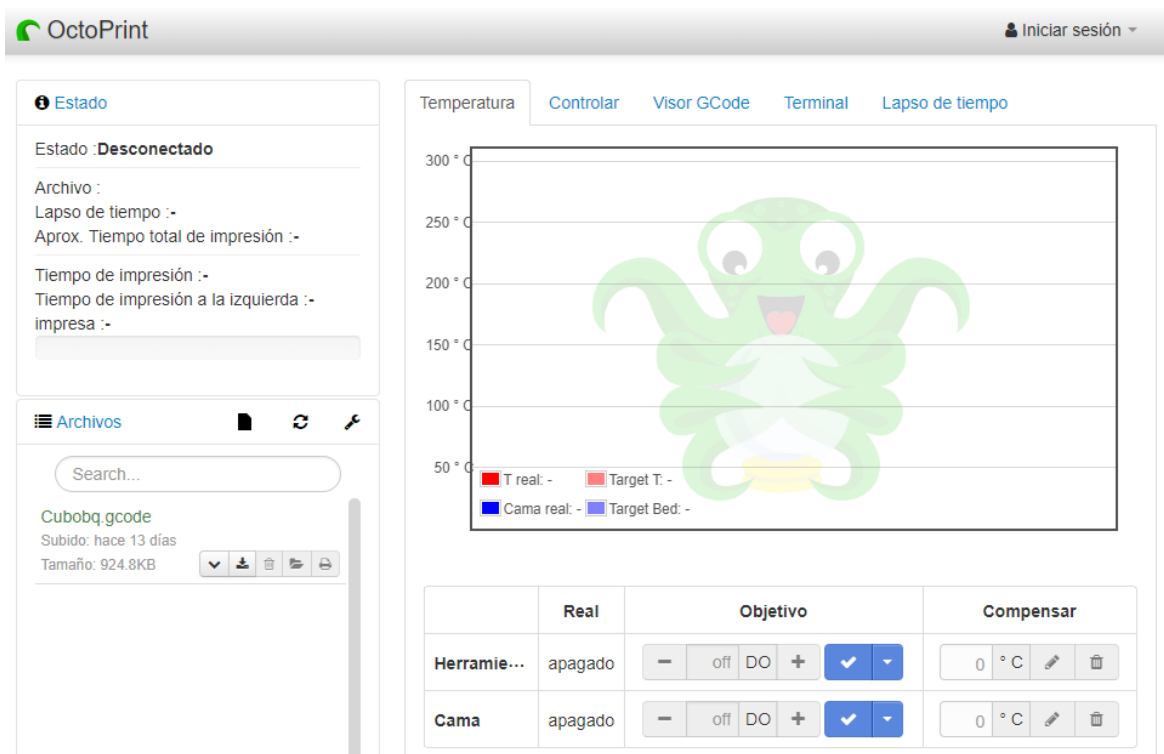 OctoPrint
Iniciar sesión
Estado
Estado :Desconectado
Archivo :
Lapso de tiempo :-
Aprox. Tiempo total de impresión :-
Tiempo de impresión :-
Tiempo de impresión a la izquierda :-
impresa :-
Archivos
Search...
Cubobq.gcode
Subido: hace 13 días
Tamaño: 924.8KB
Temperatura Controlar Visor GCode Terminal Lapso de tiempo
300 ° C
250 ° C
200 ° C
150 ° C
100 ° C
50 ° C
T real: - Target T: -
Cama real: - Target Bed: -
Real Objetivo Compensar
Herramie... apagado off DO 0 ° C
Cama apagado off DO 0 ° C